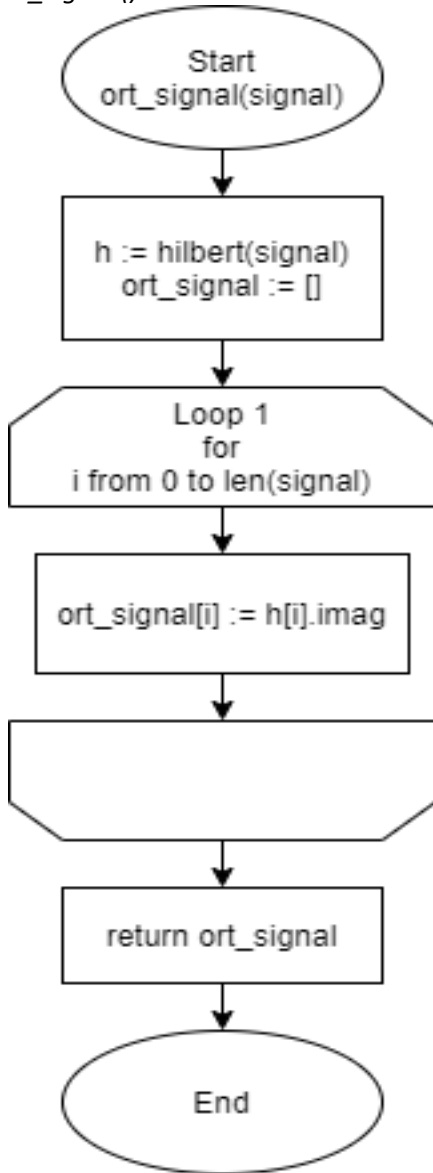 Start
ort_signal(signal)
h := hilbert(signal)
ort_signal := []
Loop 1
for
i from 0 to len(signal)
ort_signal[i] := h[i].imag
return ort_signal
End